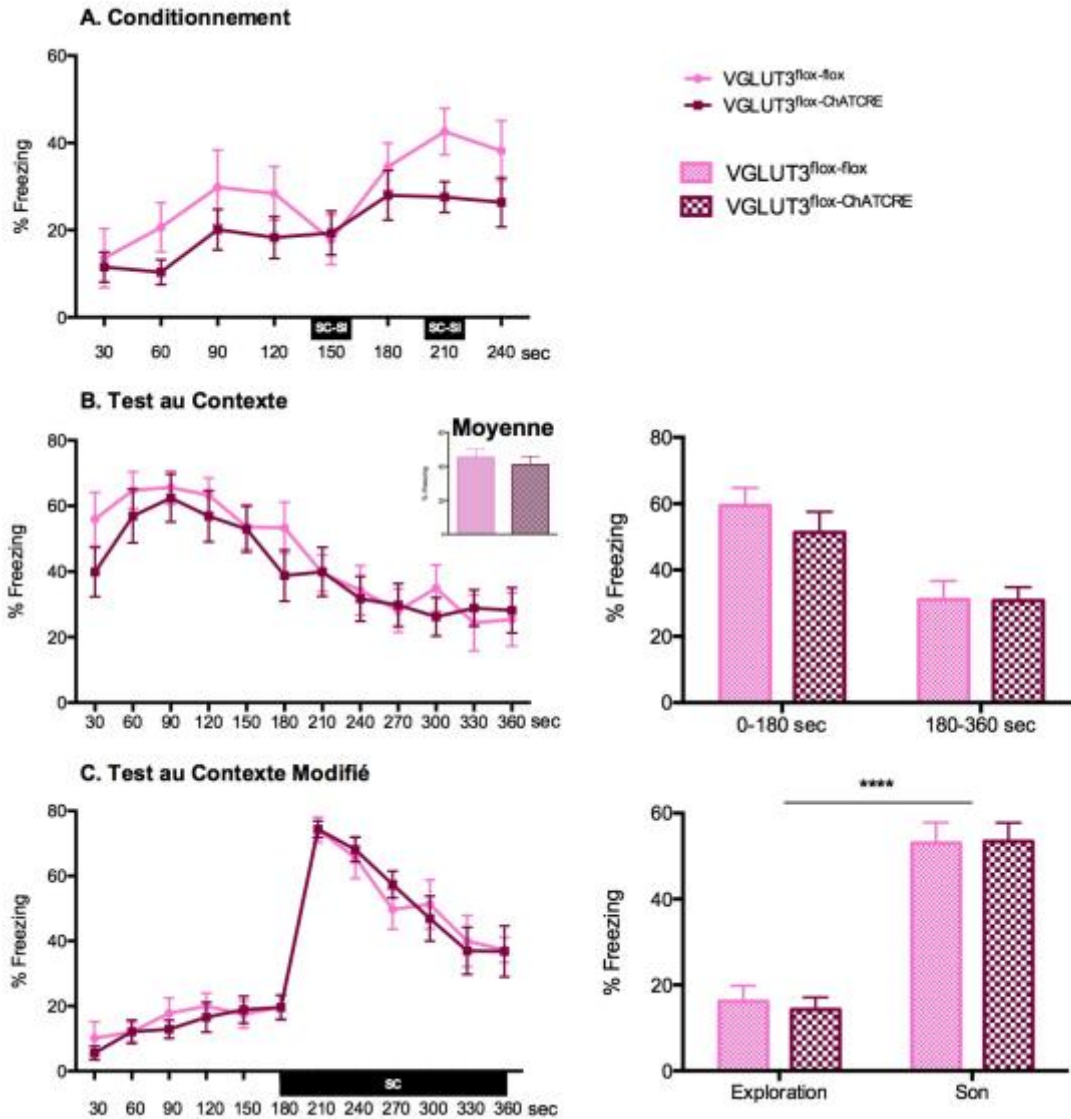 A. Conditionnement
60
40
20
0
% Freezing
SC-SI SC-SI
30 60 90 120 150 180 210 240 sec
VGLUT3flox-flox
VGLUT3flox-ChATCRE
VGLUT3flox-flox
VGLUT3flox-ChATCRE
B. Test au Contexte
80
60
40
20
0
% Freezing
30 60 90 120 150 180 210 240 270 300 330 360 sec
Moyenne
% Freezing
80
60
40
20
0
% Freezing
0-180 sec 180-360 sec
C. Test au Contexte Modifié
80
60
40
20
0
% Freezing
SC
30 60 90 120 150 180 210 240 270 300 330 360 sec
60
40
20
0
% Freezing
****
Exploration Son